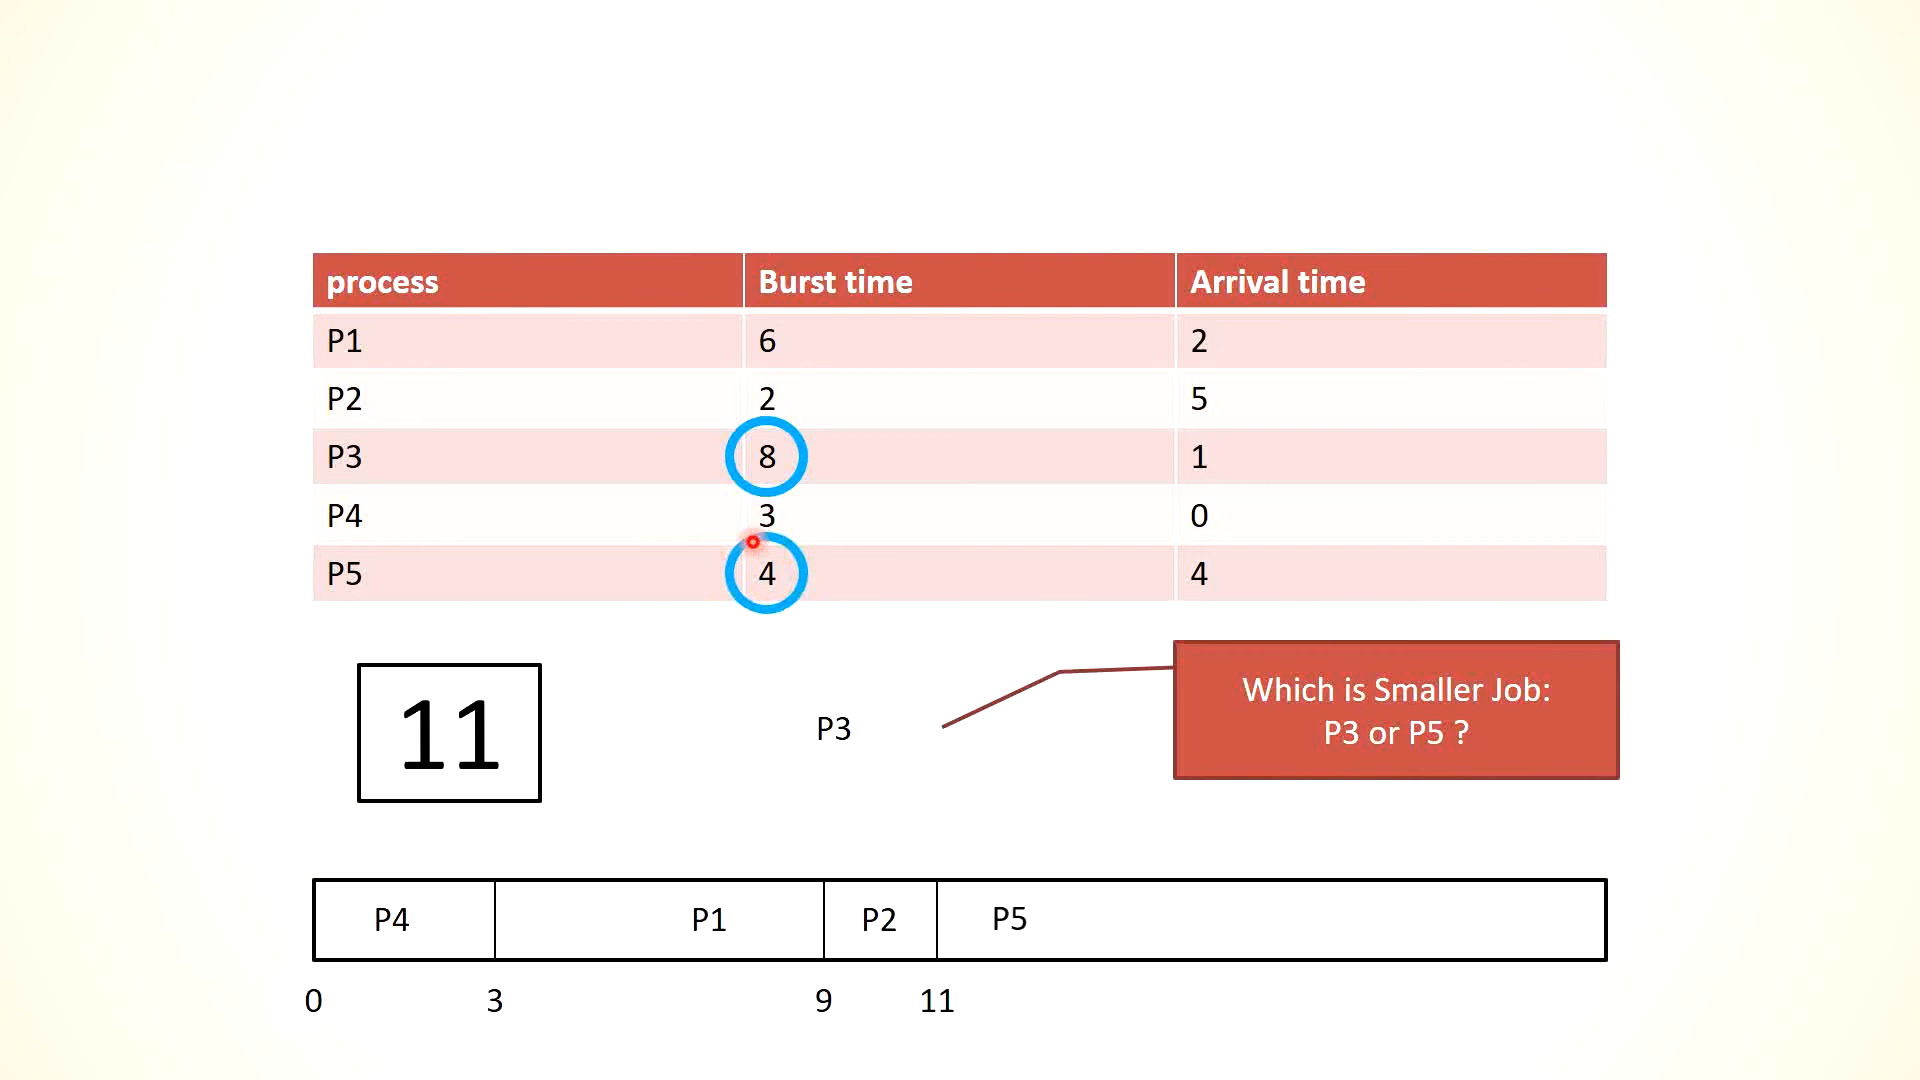 process Burst time Arrival time
P1 6 2
P2 2 5
P3 8 1
P4 3 0
P5 4 4
11
P3
Which is Smaller Job:
P3 or P5 ?
P4 P1 P2 P5
0 3 9 11